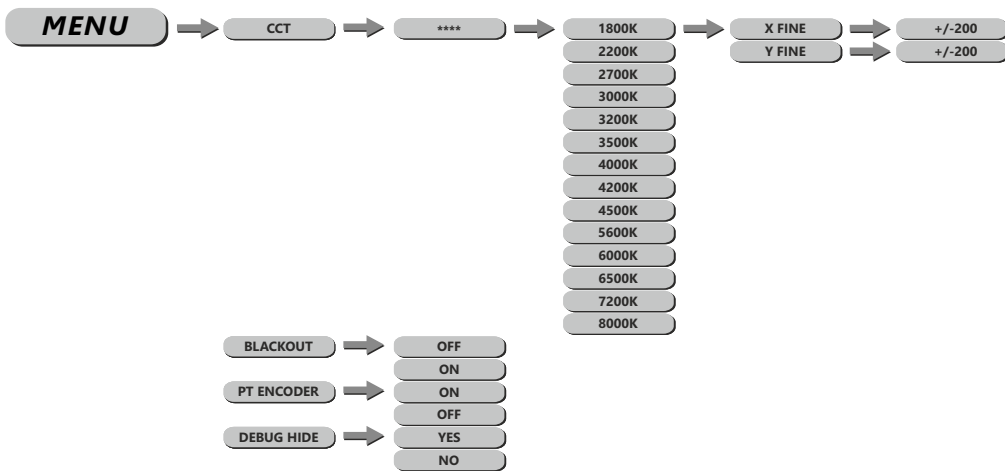 MENU CCT **** 1800K X FINE +/-200
2200K Y FINE +/-200
2700K
3000K
3200K
3500K
4000K
4200K
4500K
5600K
6000K
6500K
7200K
8000K
BLACKOUT OFF
ON
PT ENCODER ON
OFF
DEBUG HIDE YES
NO